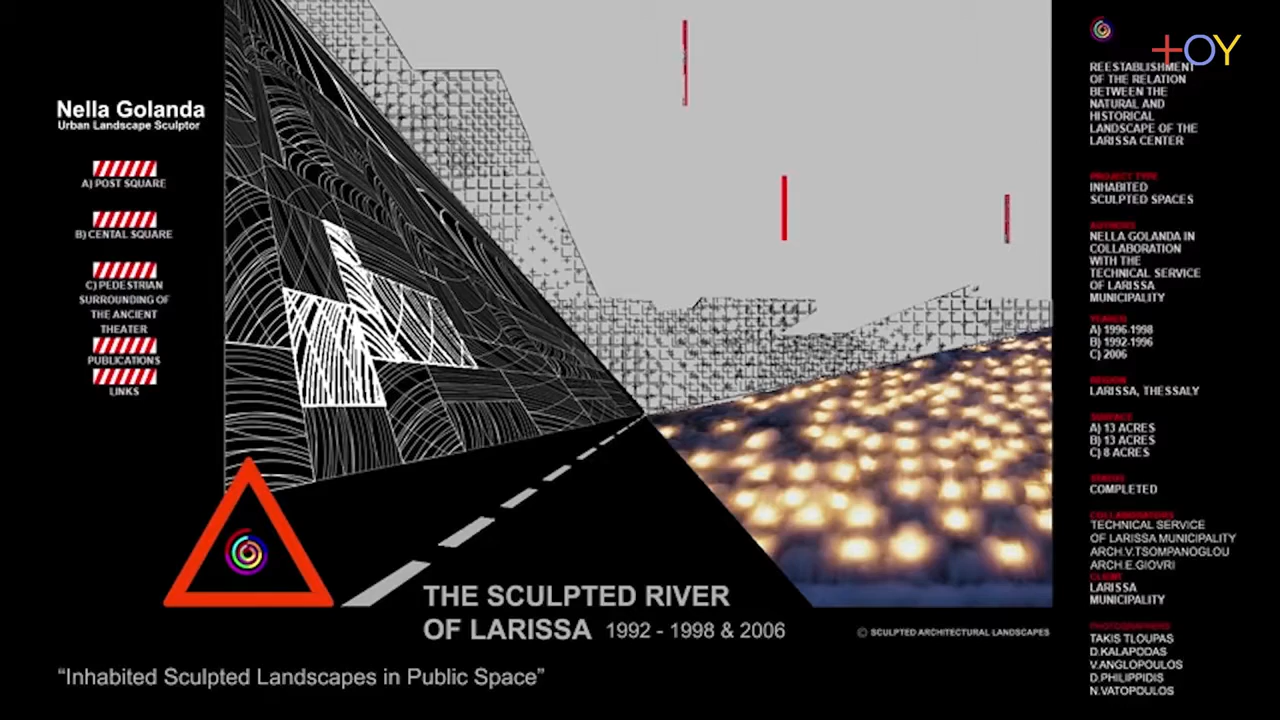 Nella Golanda
Urban Landscape Sculptor
A) POST SQUARE
B) CENTAL SQUARE
C) PEDESTRIAN
SURROUNDING OF
THE ANCIENT
THEATER
PUBLICATIONS
LINKS
THE SCULPTED RIVER
OF LARISSA 1992 - 1998 & 2006
© SCULPTED ARCHITECTURAL LANDSCAPES
“Inhabited Sculpted Landscapes in Public Space”
+OY
REESTABLISHMENT
OF THE RELATION
BETWEEN THE
NATURAL AND
HISTORICAL
LANDSCAPE OF THE
LARISSA CENTER
PROJECT TYPE
INHABITED
SCULPTED SPACES
AUTHORS
NELLA GOLANDA IN
COLLABORATION
WITH THE
TECHNICAL SERVICE
OF LARISSA
MUNICIPALITY
A) 1996-1998
B) 1992-1996
C) 2006
REGION
LARISSA, THESSALY
SURFACE
A) 13 ACRES
B) 13 ACRES
C) 8 ACRES
STATUS
COMPLETED
COLLABORATORS
TECHNICAL SERVICE
OF LARISSA MUNICIPALITY
ARCH.V.TSOMPANOGLOU
ARCH.E.GIOVRI
CLIENT
LARISSA
MUNICIPALITY
PHOTOGRAPHERS
TAKIS TLOUPAS
D.KALAPODAS
V.ANGLOPOULOS
D.PHILIPPIDIS
N.VATOPOULOS